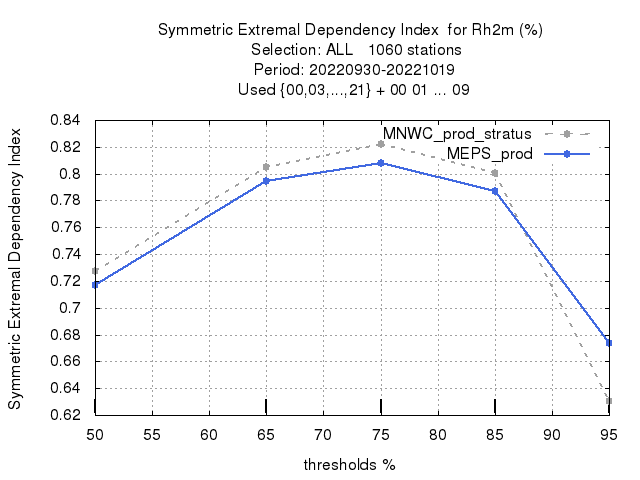 Symmetric Extremal Dependency Index  for Rh2m (%)
Selection: ALL   1060 stations
Period: 20220930-20221019
Used {00,03,...,21} + 00 01 ... 09
MNWC_prod_stratus
MEPS_prod
Symmetric Extremal Dependency Index
0.84
0.82
0.8
0.78
0.76
0.74
0.72
0.7
0.68
0.66
0.64
0.62
50 55 60 65 70 75 80 85 90 95
thresholds %